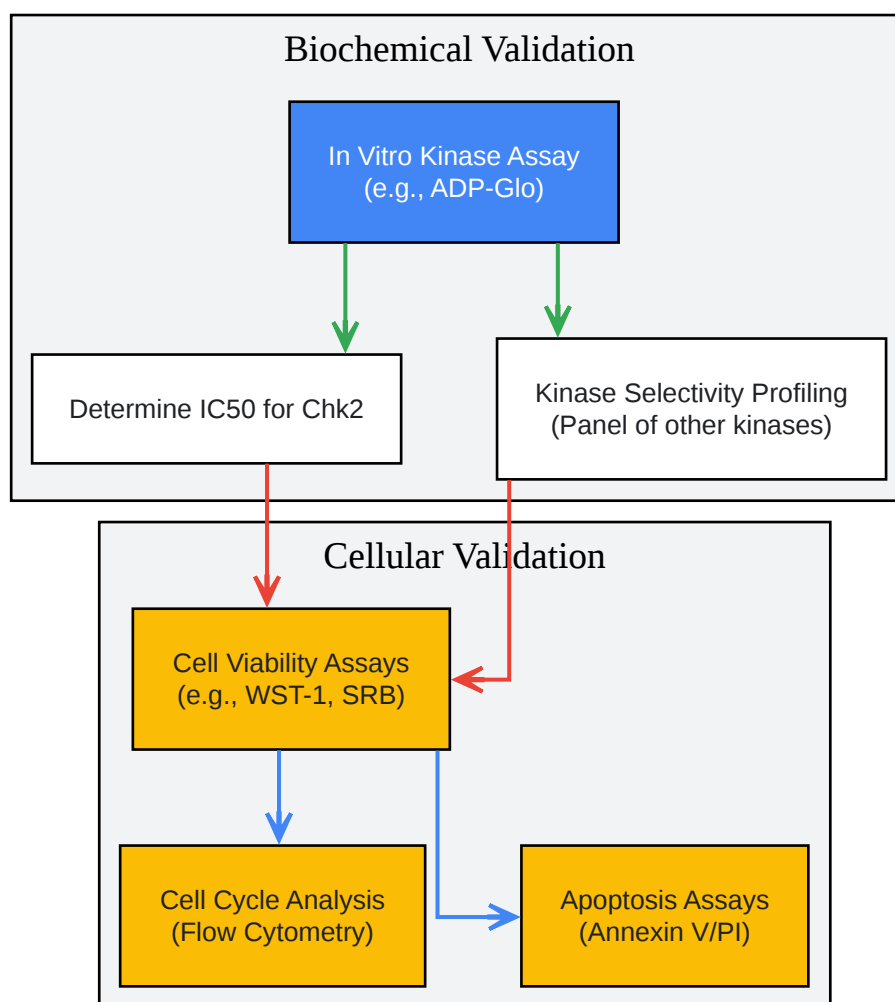 Biochemical Validation
In Vitro Kinase Assay
(e.g., ADP-Glo)
Determine IC50 for Chk2
Kinase Selectivity Profiling
(Panel of other kinases)
Cellular Validation
Cell Viability Assays
(e.g., WST-1, SRB)
Cell Cycle Analysis
(Flow Cytometry)
Apoptosis Assays
(Annexin V/PI)